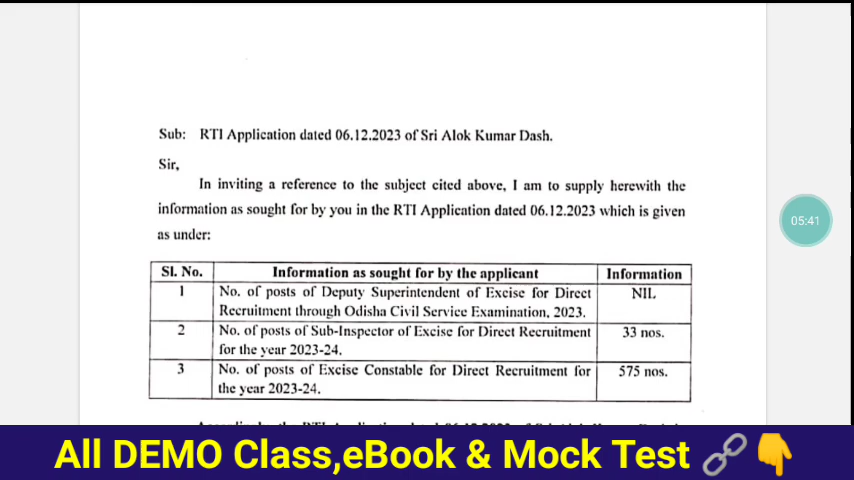 Sub: RTI Application dated 06.12.2023 of Sri Alok Kumar Dash.
Sir,
In inviting a reference to the subject cited above, I am to supply herewith the
information as sought for by you in the RTI Application dated 06.12.2023 which is given
as under:
05:41
Sl. No. Information as sought for by the applicant Information
1 No. of posts of Deputy Superintendent of Excise for Direct NIL
Recruitment through Odisha Civil Service Examination, 2023.
2 No. of posts of Sub-Inspector of Excise for Direct Recruitment 33 nos.
for the year 2023-24.
3 No. of posts of Excise Constable for Direct Recruitment for 575 nos.
the year 2023-24.
All DEMO Class,eBook & Mock Test